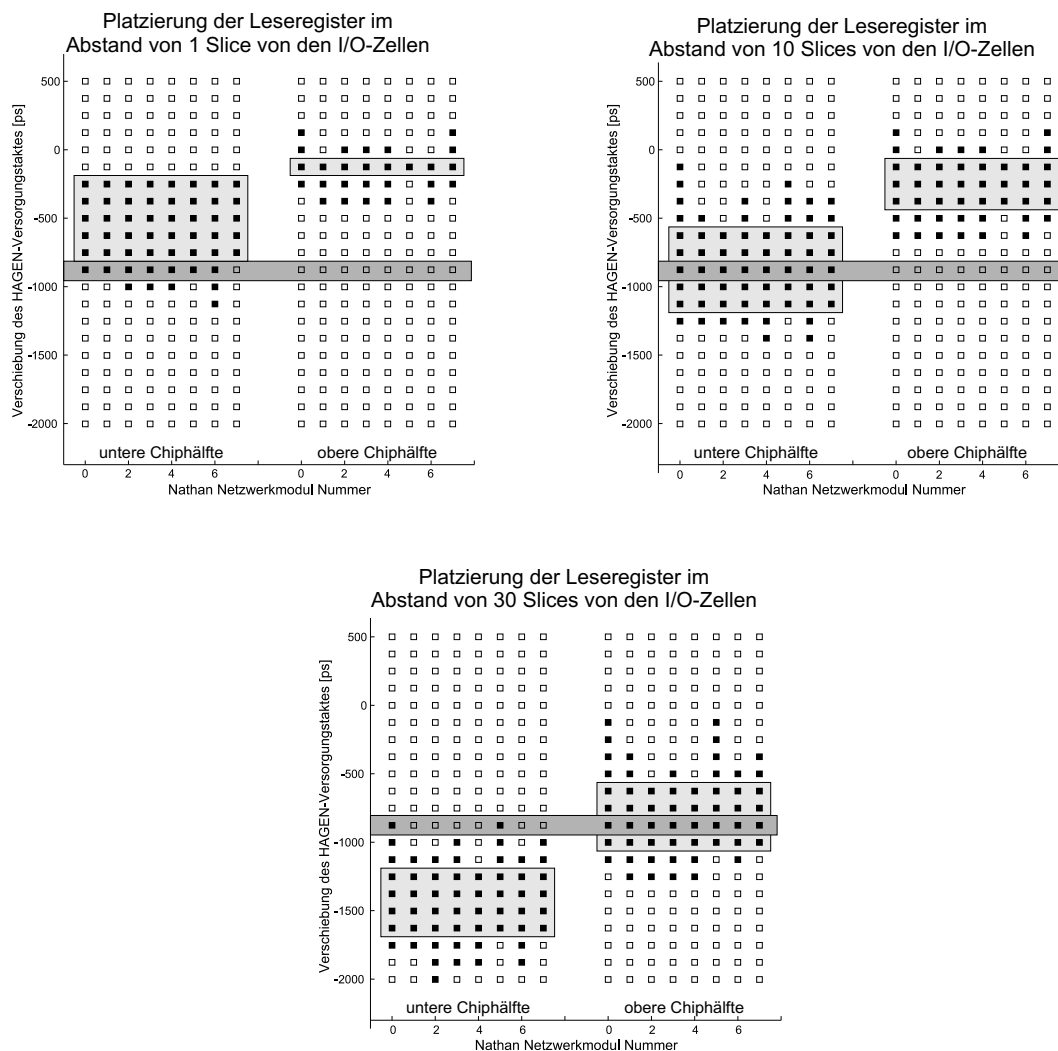 Platzierung der Leseregister im
Abstand von 1 Slice von den I/O-Zellen
Verschiebung des HAGEN-Versorgungstaktes [ps]
500
0
-500
-1000
-1500
-2000
untere Chiphälfte
obere Chiphälfte
0 2 4 6 0 2 4 6
Nathan Netzwerkmodul Nummer
Platzierung der Leseregister im
Abstand von 10 Slices von den I/O-Zellen
Verschiebung des HAGEN-Versorgungstaktes [ps]
500
0
-500
-1000
-1500
-2000
untere Chiphälfte
obere Chiphälfte
0 2 4 6 0 2 4 6
Nathan Netzwerkmodul Nummer
Platzierung der Leseregister im
Abstand von 30 Slices von den I/O-Zellen
Verschiebung des HAGEN-Versorgungstaktes [ps]
500
0
-500
-1000
-1500
-2000
untere Chiphälfte
obere Chiphälfte
0 2 4 6 0 2 4 6
Nathan Netzwerkmodul Nummer